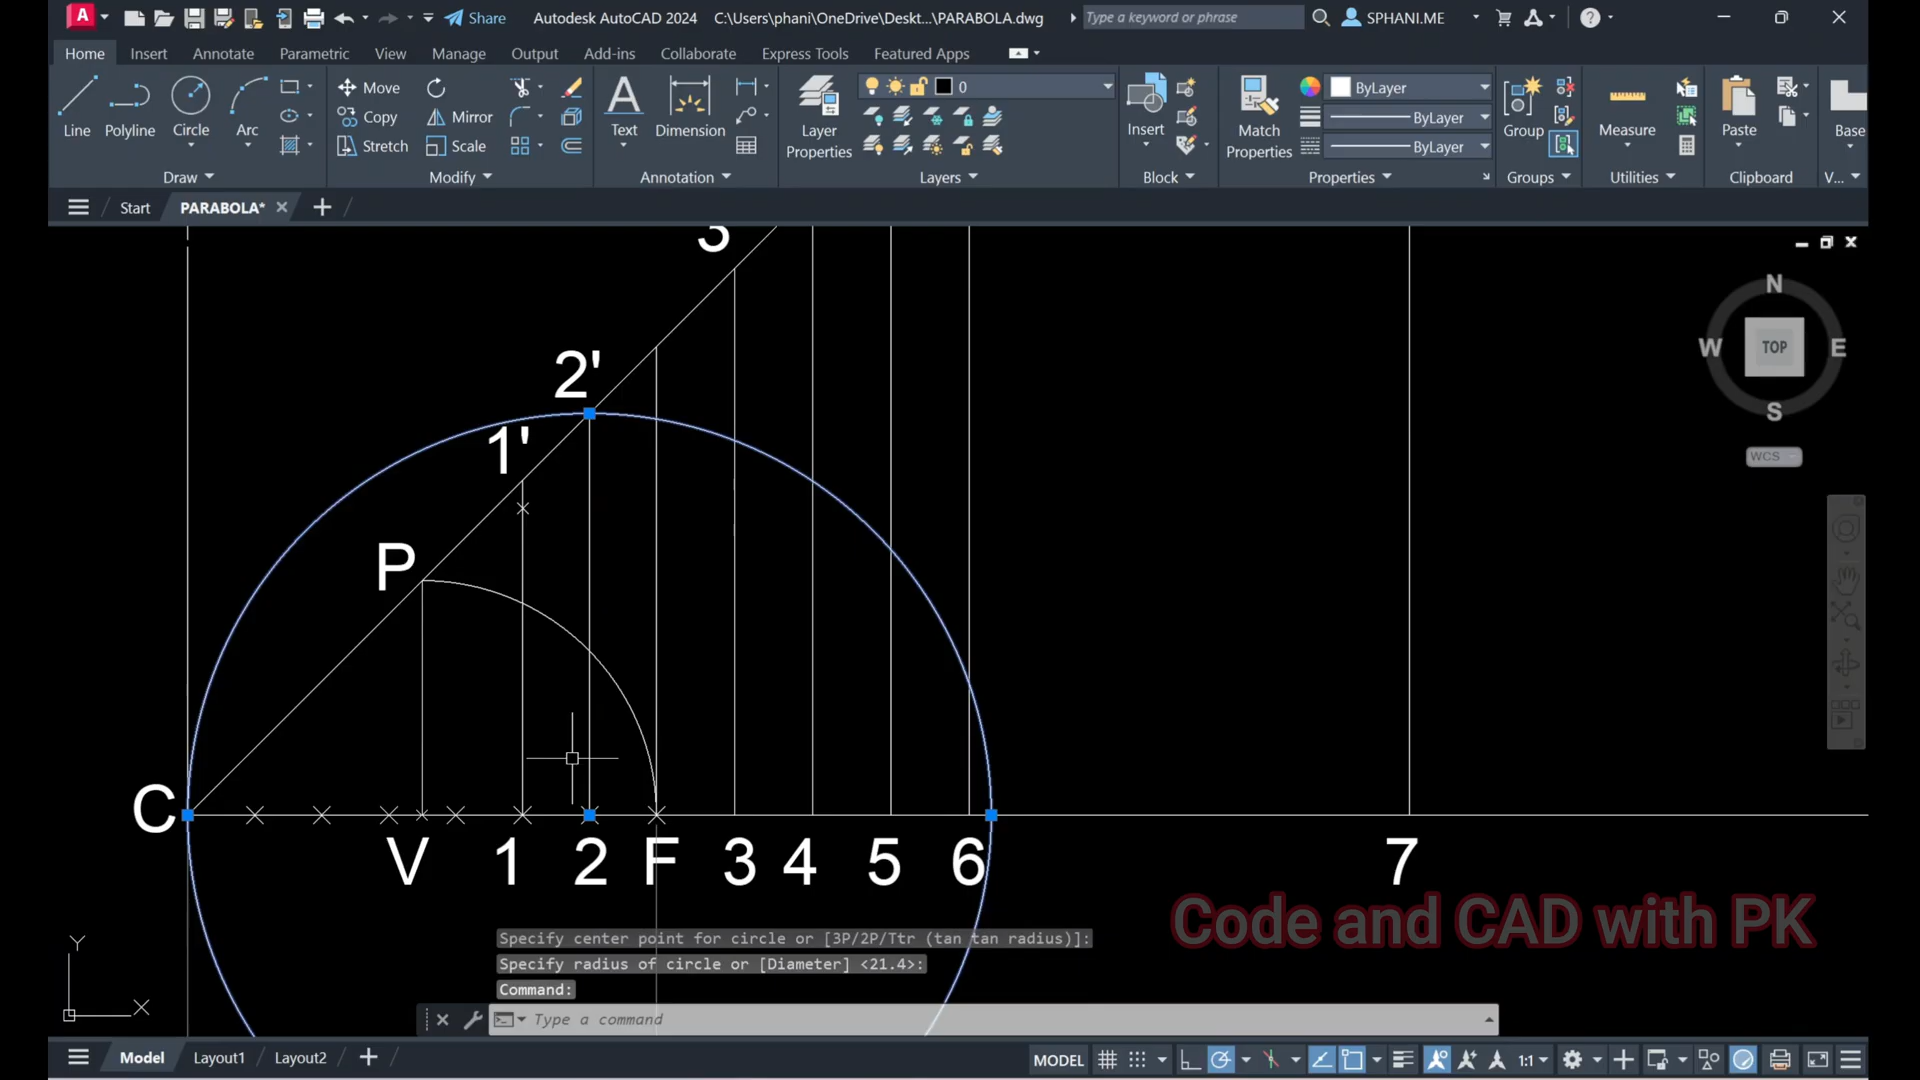 A Share Autodesk AutoCAD 2024 C:\Users\phani\OneDrive\Deskt...\PARABOLA.dwg Type a keyword or phrase SPHANI.ME ?
Home Insert Annotate Parametric View Manage Output Add-ins Collaborate Express Tools Featured Apps
Line Polyline Circle Arc
Move
Copy Mirror
Stretch Scale
A Text Dimension
Layer Properties
0
Insert
Match Properties
ByLayer
ByLayer
ByLayer
Group Measure Paste Base
Draw Modify Annotation Layers Block Properties Groups Utilities Clipboard V...
Start PARABOLA*
N
W TOP E
S
WCS
3
2'
1'
P
C
V 1 2 F 3 4 5 6 7
Code and CAD with PK
Y
X
Specify center point for circle or [3P/2P/Ttr (tan tan radius)]:
Specify radius of circle or [Diameter] <21.4>:
Command:
Type a command
Model Layout1 Layout2 MODEL 1:1